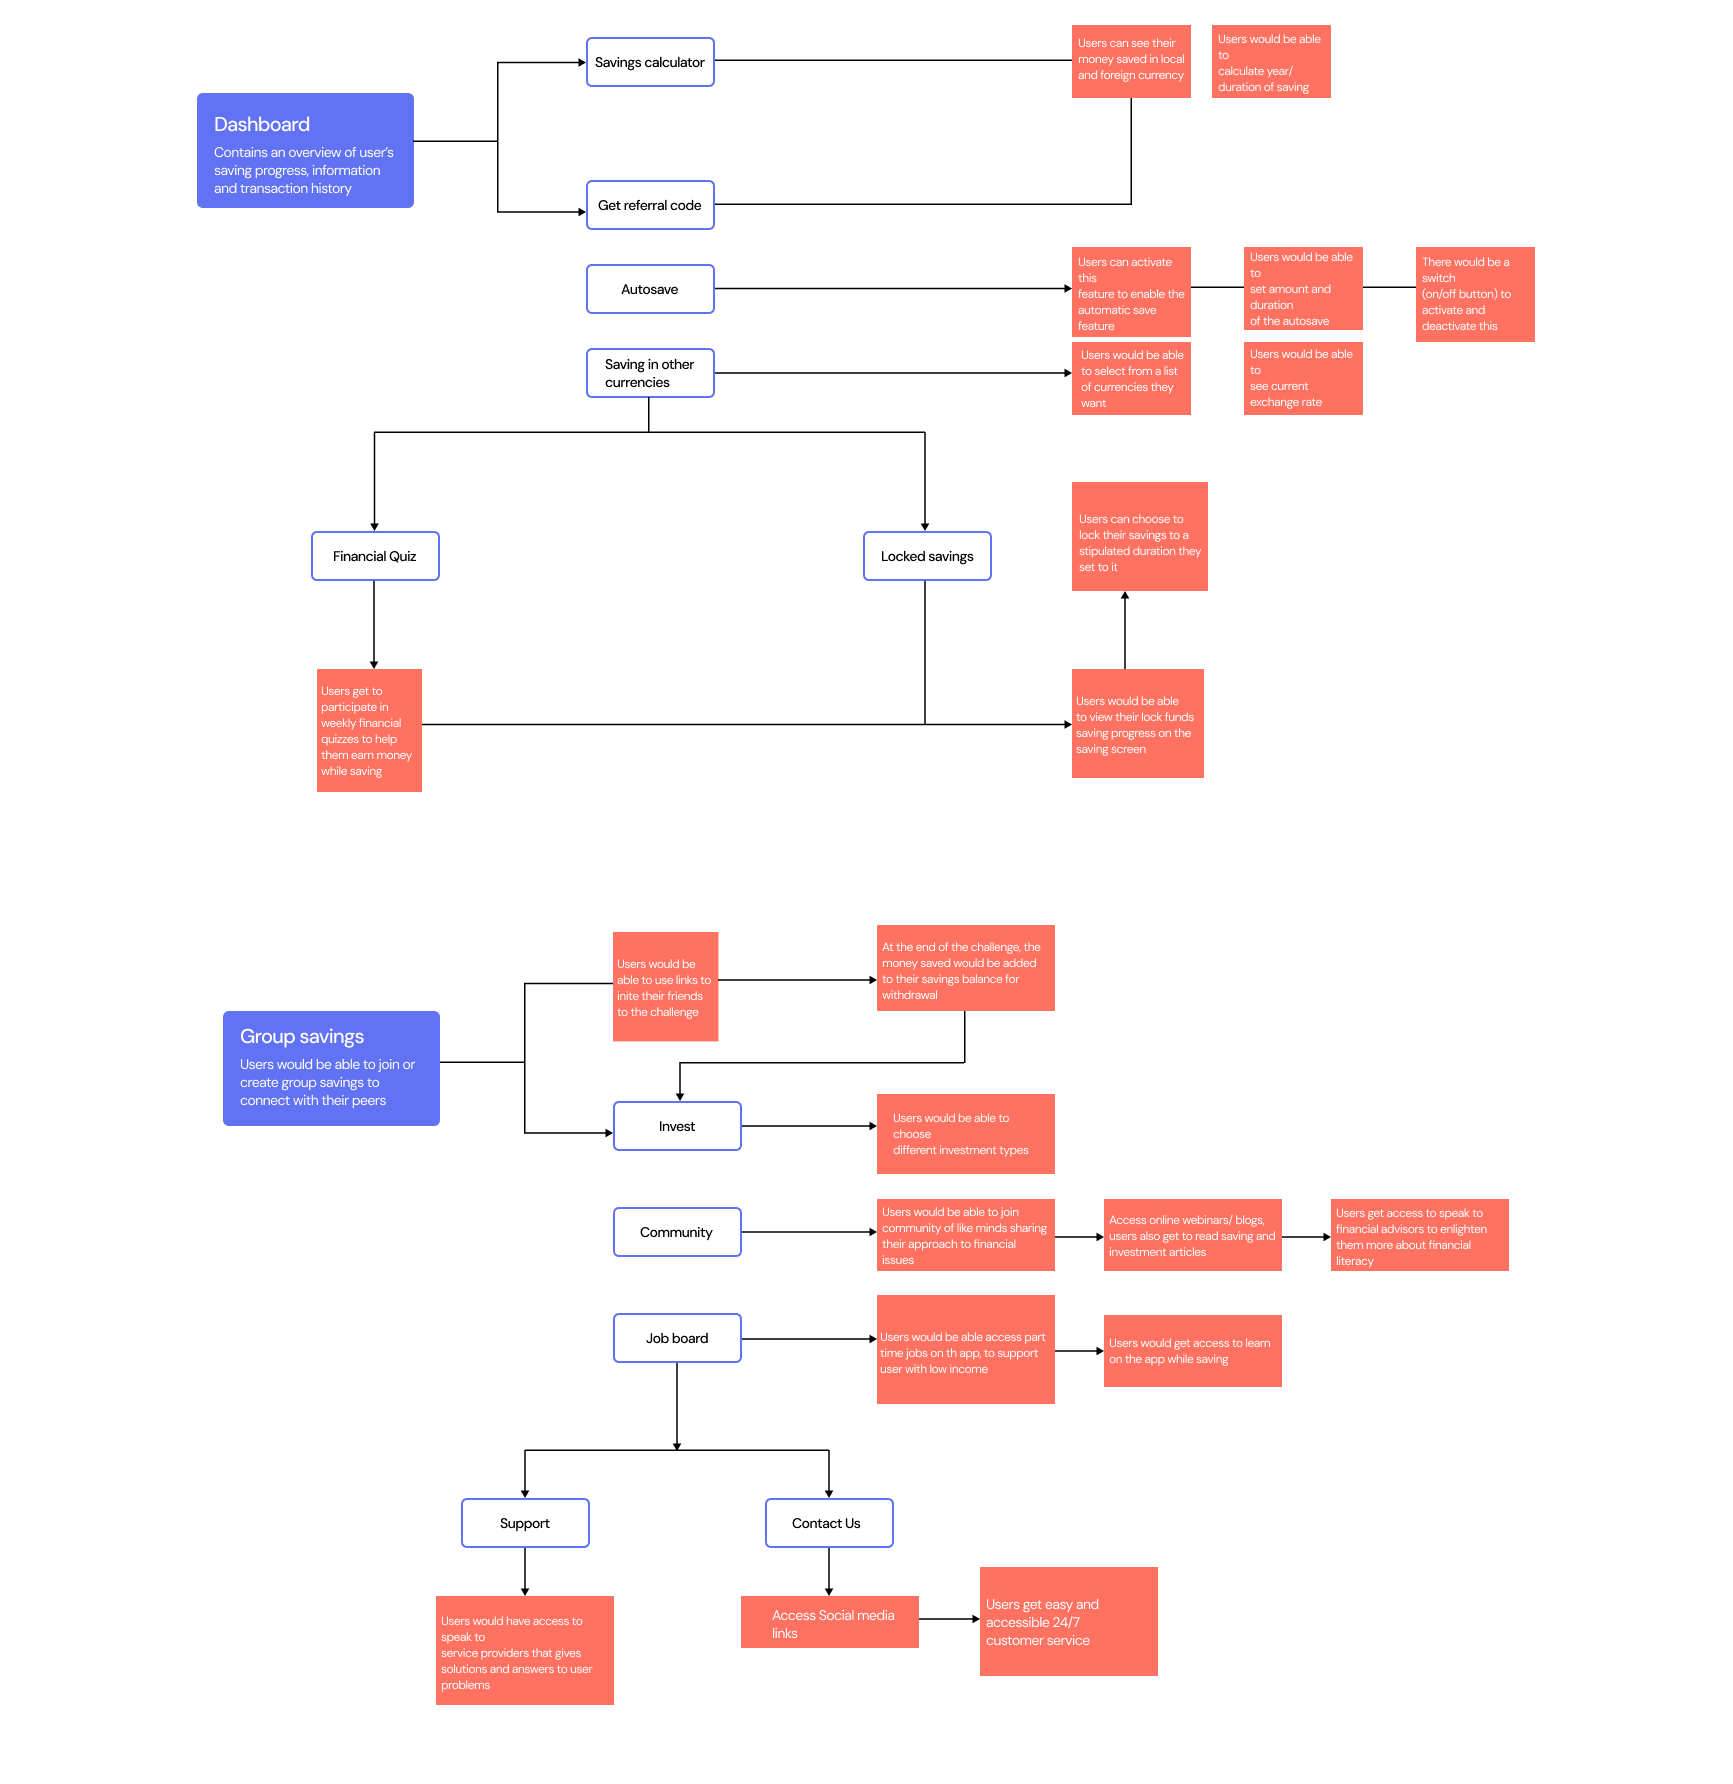 Savings calculator
Users can see their
money saved in local
and foreign currency
Users would be able
to
calculate year/
duration of saving
Dashboard
Contains an overview of user’s
saving progress, information
and transaction history
Get referral code
Autosave
Users can activate
this
feature to enable the
automatic save
feature
Users would be able
to
set amount and
duration
of the autosave
There would be a
switch
(on/off button) to
activate and
deactivate this
Saving in other
currencies
Users would be able
to select from a list
of currencies they
want
Users would be able
to
see current
exchange rate
Financial Quiz
Locked savings
Users can choose to
lock their savings to a
stipulated duration they
set to it
Users get to
participate in
weekly financial
quizzes to help
them earn money
while saving
Users would be able
to view their lock funds
saving progress on the
saving screen
Users would be
able to use links to
inite their friends
to the challenge
At the end of the challenge, the
money saved would be added
to their savings balance for
withdrawal
Group savings
Users would be able to join or
create group savings to
connect with their peers
Invest
Users would be able to
choose
different investment types
Community
Users would be able to join
community of like minds sharing
their approach to financial
issues
Access online webinars/ blogs,
users also get to read saving and
investment articles
Users get access to speak to
financial advisors to enlighten
them more about financial
literacy
Job board
Users would be able access part
time jobs on th app, to support
user with low income
Users would get access to learn
on the app while saving
Support
Contact Us
Users would have access to
speak to
service providers that gives
solutions and answers to user
problems
Access Social media
links
Users get easy and
accessible 24/7
customer service